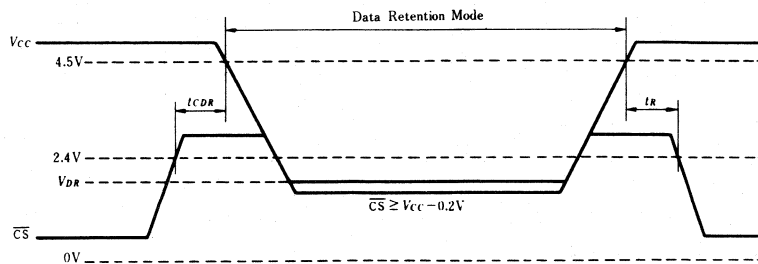 Data Retention Mode
VCC
4.5V
tCDR
tR
2.4V
VDR
CS ≥ VCC − 0.2V
CS
0V